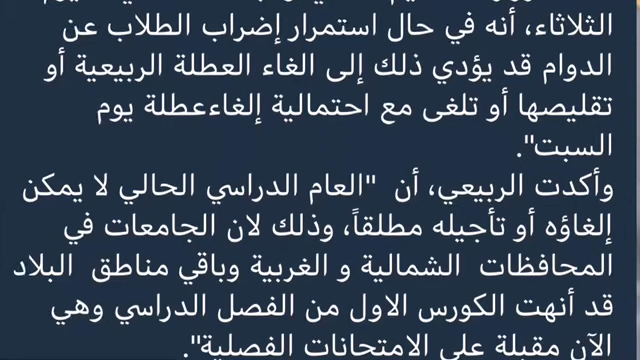 الثلاثاء، أنه في حال استمرار إضراب الطلاب عن
الدوام قد يؤدي ذلك إلى الغاء العطلة الربيعية أو
تقليصها أو تلغى مع احتمالية إلغاءعطلة يوم
السبت".
وأكدت الربيعي، أن "العام الدراسي الحالي لا يمكن
إلغاؤه أو تأجيله مطلقاً، وذلك لان الجامعات في
المحافظات الشمالية و الغربية وباقي مناطق البلاد
قد أنهت الكورس الاول من الفصل الدراسي وهي
الآن مقبلة على الامتحانات الفصلية".